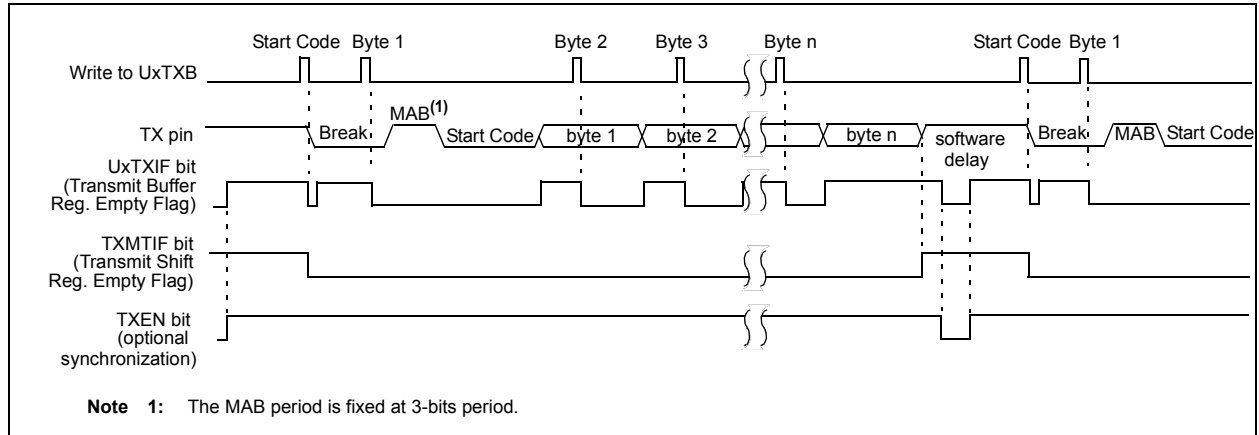 Start Code Byte 1 Byte 2 Byte 3 Byte n Start Code Byte 1
Write to UxTXB
MAB(1)
TX pin Break Start Code byte 1 byte 2 byte n software delay Break MAB Start Code
UxTXIF bit
(Transmit Buffer
Reg. Empty Flag)
TXMTIF bit
(Transmit Shift
Reg. Empty Flag)
TXEN bit
(optional
synchronization)
Note 1: The MAB period is fixed at 3-bits period.